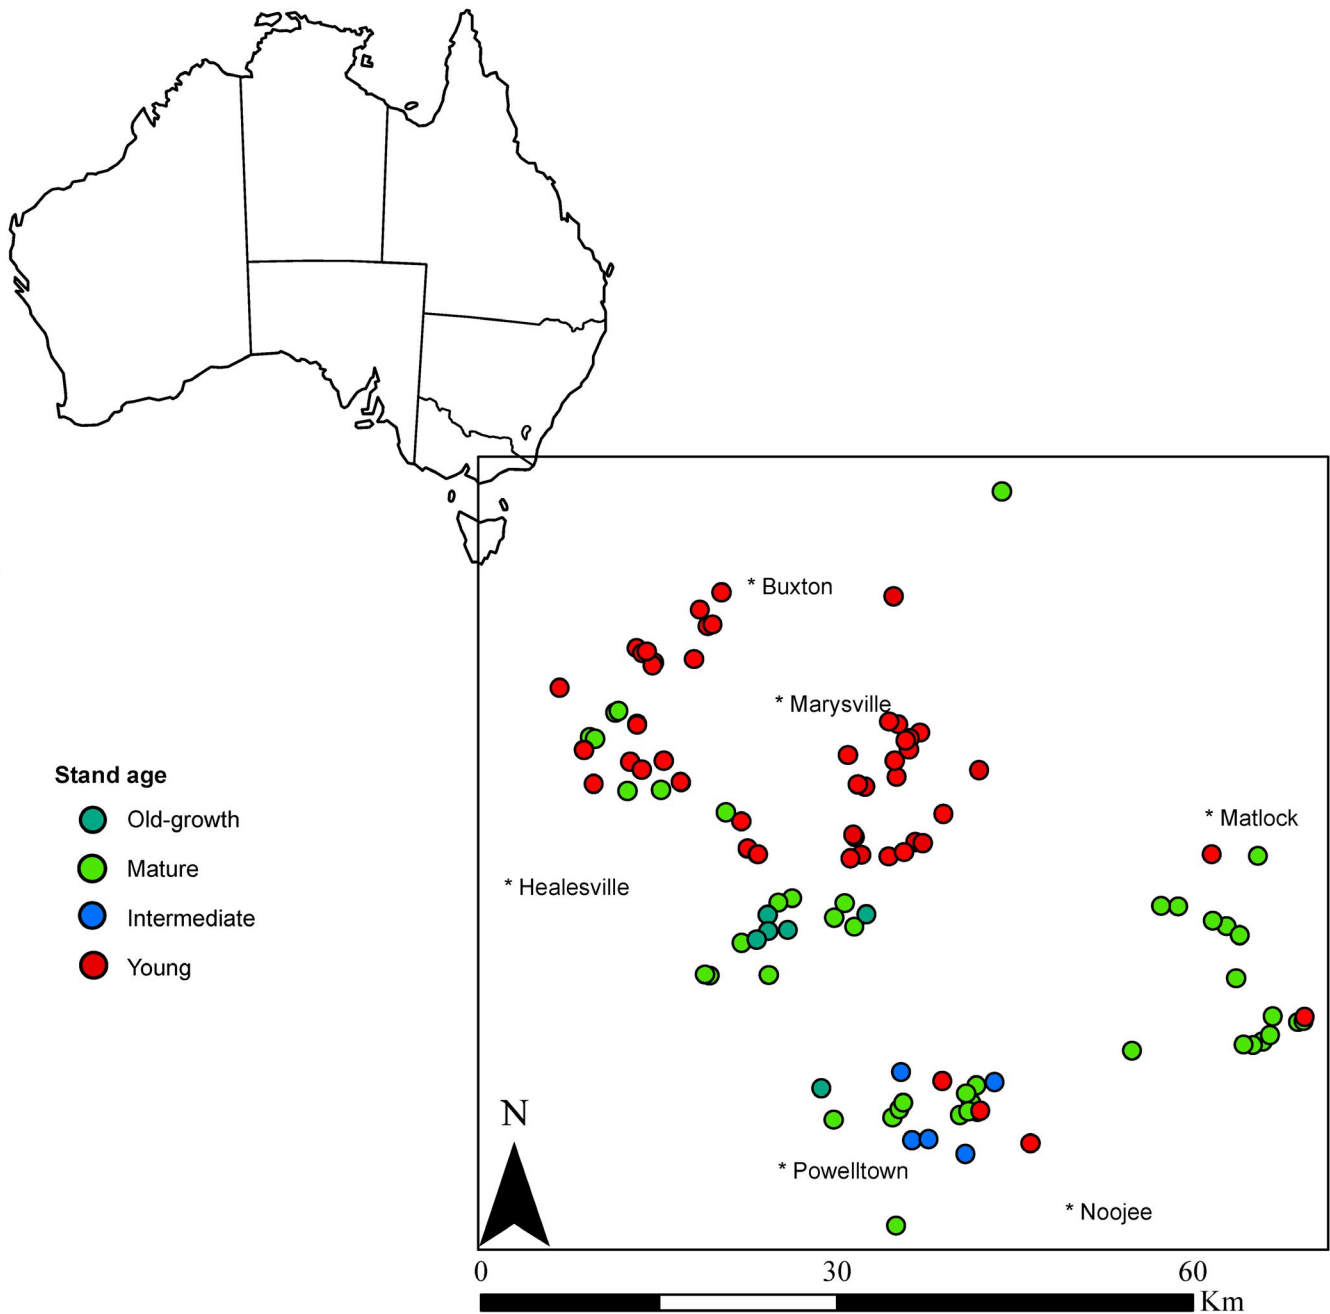 * Buxton
* Marysville
Stand age
Old-growth
Mature
Intermediate
Young
* Matlock
* Healesville
N
* Powelltown
* Noojee
0 30 60
Km